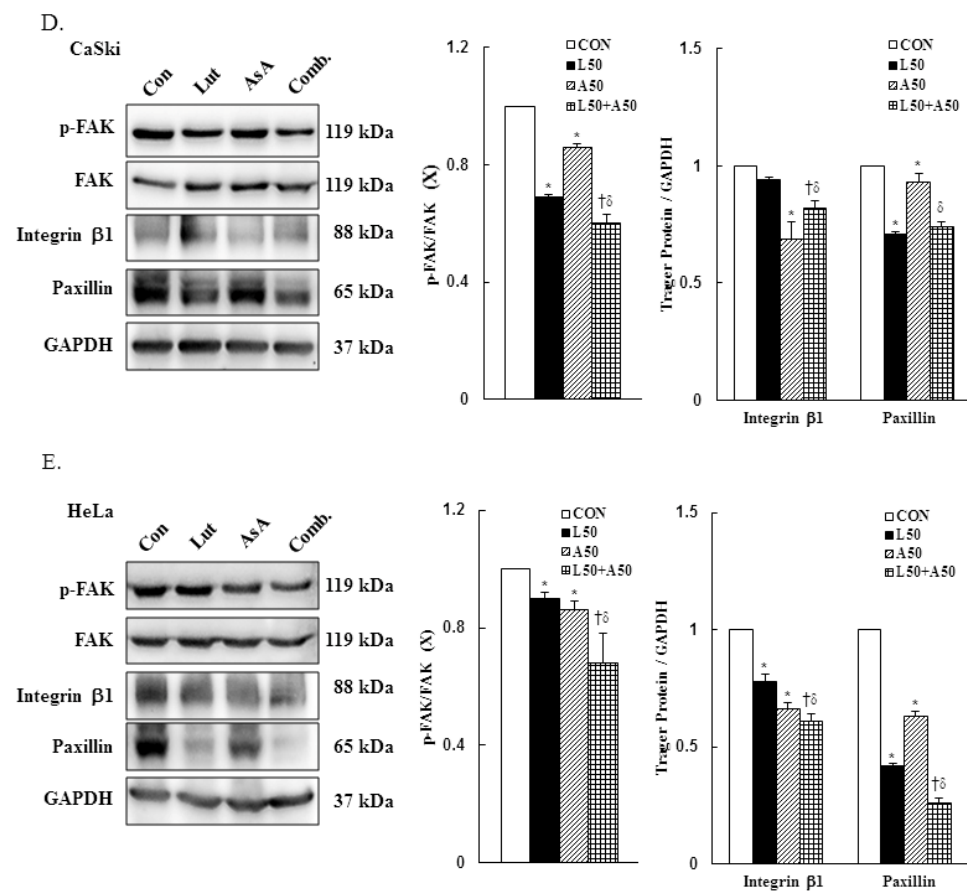 D.
CaSki
Con Lut AsA Comb.
p-FAK 119 kDa
FAK 119 kDa
Integrin β1 88 kDa
Paxillin 65 kDa
GAPDH 37 kDa
p-FAK/FAK (X)
1.2
0.8
0.4
0
CON
L50
A50
L50+A50
*
*
†δ
Trager Protein / GAPDH
1.5
1
0.5
0
CON
L50
A50
L50+A50
*
†δ
*
*
δ
Integrin β1 Paxillin
E.
HeLa
Con Lut AsA Comb.
p-FAK 119 kDa
FAK 119 kDa
Integrin β1 88 kDa
Paxillin 65 kDa
GAPDH 37 kDa
p-FAK/FAK (X)
1.2
0.8
0.4
0
CON
L50
A50
L50+A50
*
*
†δ
Trager Protein / GAPDH
1.5
1
0.5
0
CON
L50
A50
L50+A50
*
*
†δ
*
*
†δ
Integrin β1 Paxillin